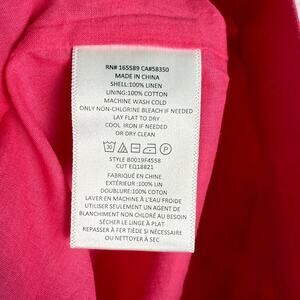 RN# 165589 CA#58350
MADE IN CHINA
SHELL:100% LINEN
LINING:100% COTTON
MACHINE WASH COLD
ONLY NON-CHLORINE BLEACH IF NEEDED
LAY FLAT TO DRY
COOL IRON IF NEEDED
OR DRY CLEAN
30 P
STYLE B0019F4558
CUT EQ18821
FABRIQUÉ EN CHINE
EXTÉRIEUR :100% LIN
DOUBLURE:100% COTON
LAVER EN MACHINE À L'EAU FROIDE
UTILISEZ SEULEMENT UN AGENT DE
BLANCHIMENT NON CHLORÉ AU BESOIN
SÉCHER LE LINGE À PLAT
REPASSER À FER TIÈDE SI NÉCESSAIRE
OU NETTOYER À SEC